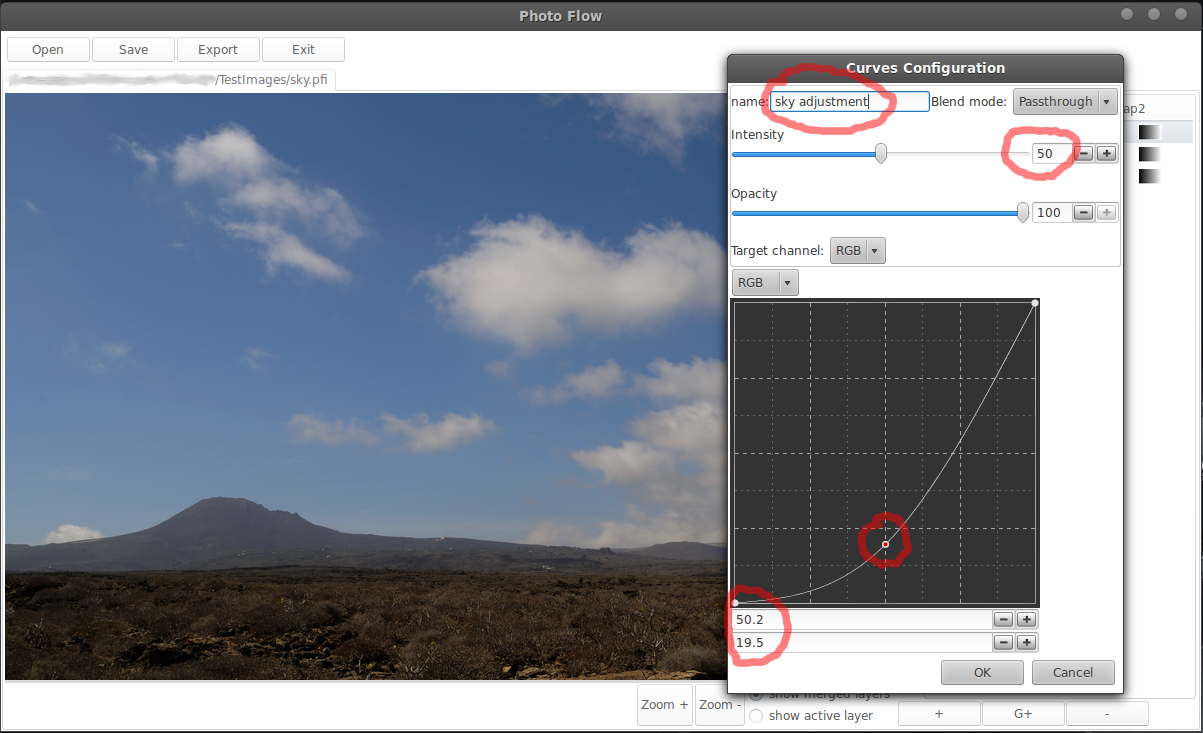 Photo Flow
Open Save Export Exit
/TestImages/sky.pfi
Curves Configuration
name: sky adjustment Blend mode: Passthrough
Intensity
50
Opacity
100
Target channel: RGB
RGB
50.2
19.5
OK Cancel
ap2
Zoom + Zoom -
show merged layers
show active layer
+ G+ -